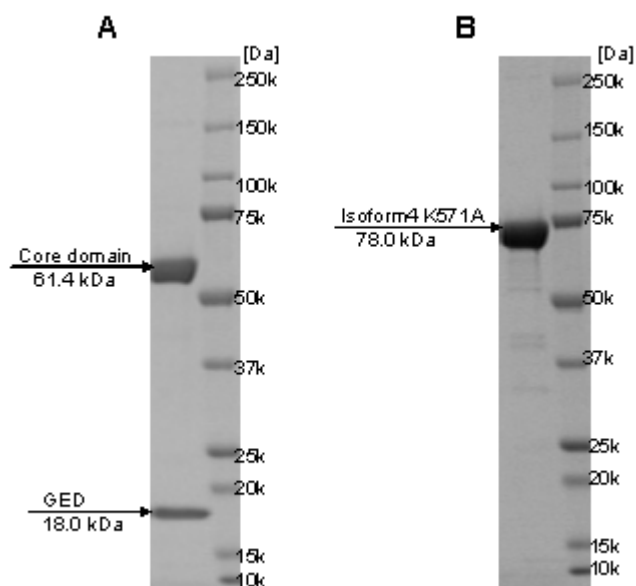 A
[Da]
250k
150k
100k
75k
Core domain
61.4 kDa
50k
37k
25k
20k
GED
18.0 kDa
15k
10k
B
[Da]
250k
150k
100k
Isoform4 K571A
75k
78.0 kDa
50k
37k
25k
20k
15k
10k